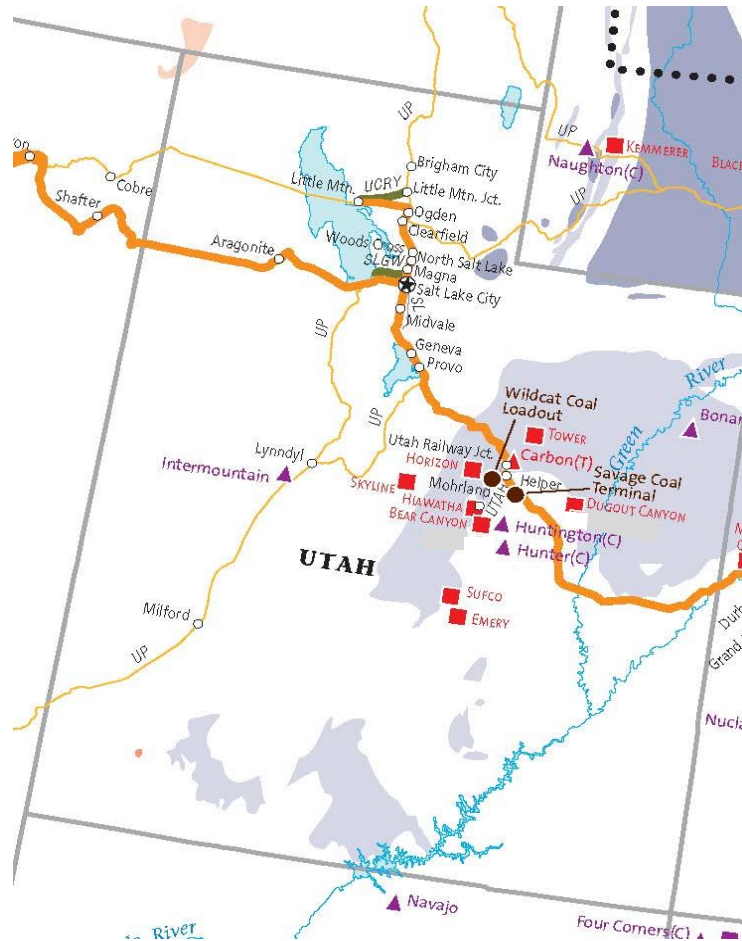 UP
UP
KEMMERER
Naughton(C)
BLACK
Brigham City
Little Mtn.
UCRY
Little Mtn. Jct.
Cobre
UP
Shafter
Ogden
Clearfield
Woods Cross
Aragonite
North Salt Lake
SLGW
Magna
Salt Lake City
UP
Midvale
Geneva
Provo
River
Wildcat Coal
Loadout
UP
Bonan
TOWER
Green
Utah Railway Jct.
Carbon(T)
Lynndyl
HORIZON
Intermountain
Savage Coal
Terminal
SKYLINE
Mohrland
Helper
UTAH
HIAWATHA
DUGOUT CANYON
BEAR CANYON
Huntington(C)
Hunter(C)
UTAH
SUFCO
EMERY
Milford
UP
Durh
Grand
Nucla
Navajo
River
Four Corners(C)